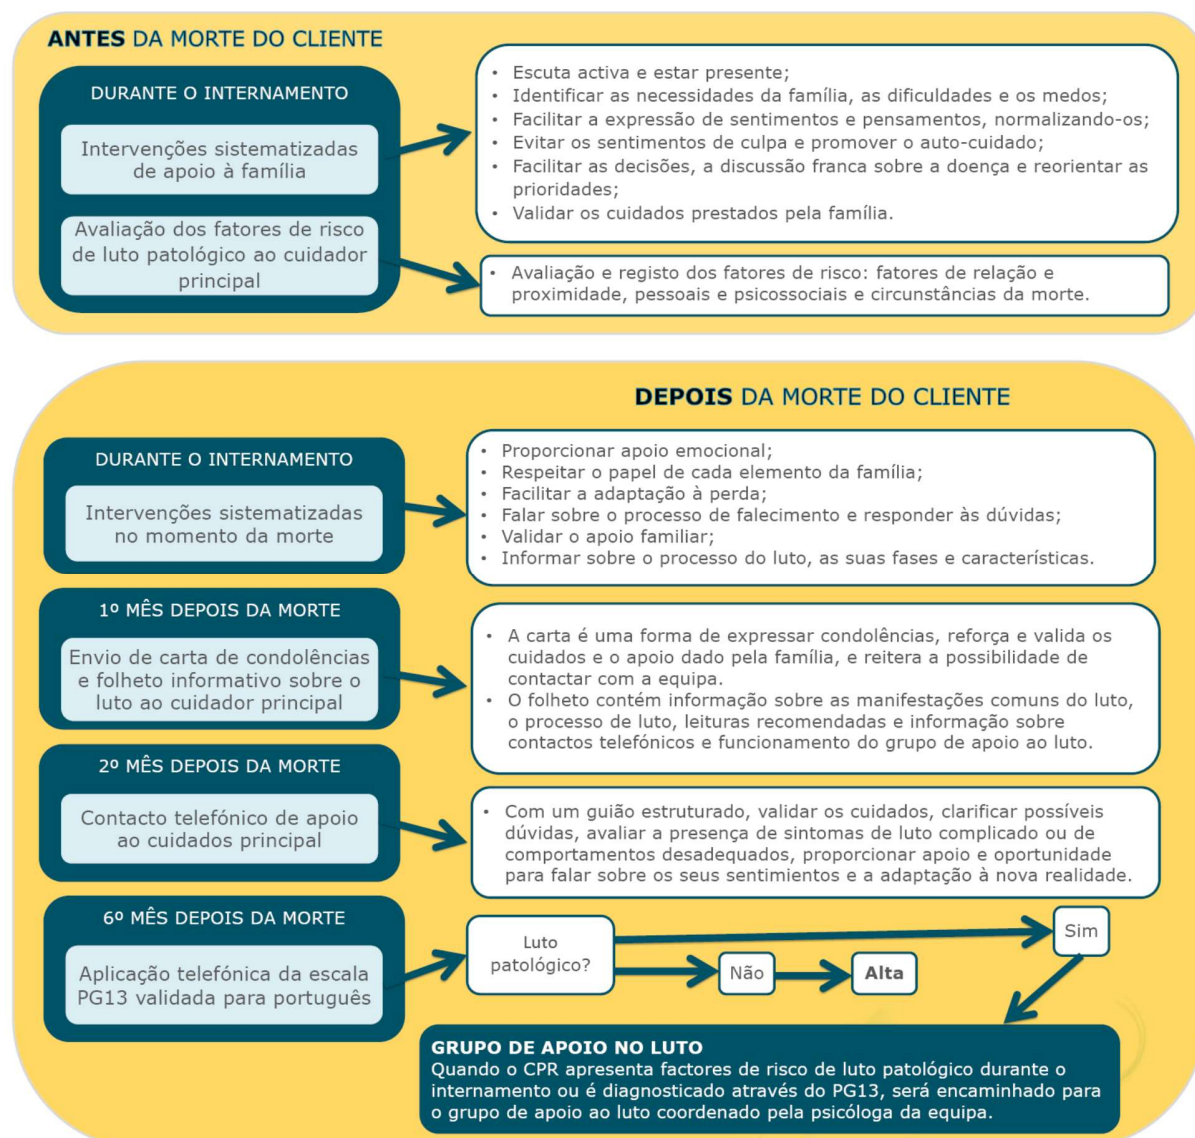 ANTES DA MORTE DO CLIENTE
DURANTE O INTERNAMENTO
Intervenções sistematizadas
de apoio à família
• Escuta activa e estar presente;
• Identificar as necessidades da família, as dificuldades e os medos;
• Facilitar a expressão de sentimentos e pensamentos, normalizando-os;
• Evitar os sentimentos de culpa e promover o auto-cuidado;
• Facilitar as decisões, a discussão franca sobre a doença e reorientar as
prioridades;
• Validar os cuidados prestados pela família.
Avaliação dos fatores de risco
de luto patológico ao cuidador
principal
• Avaliação e registo dos fatores de risco: fatores de relação e
proximidade, pessoais e psicossociais e circunstâncias da morte.
DEPOIS DA MORTE DO CLIENTE
DURANTE O INTERNAMENTO
Intervenções sistematizadas
no momento da morte
• Proporcionar apoio emocional;
• Respeitar o papel de cada elemento da família;
• Facilitar a adaptação à perda;
• Falar sobre o processo de falecimento e responder às dúvidas;
• Validar o apoio familiar;
• Informar sobre o processo do luto, as suas fases e características.
1º MÊS DEPOIS DA MORTE
Envio de carta de condolências
e folheto informativo sobre o
luto ao cuidador principal
• A carta é uma forma de expressar condolências, reforça e valida os
cuidados e o apoio dado pela família, e reitera a possibilidade de
contactar com a equipa.
• O folheto contém informação sobre as manifestações comuns do luto,
o processo de luto, leituras recomendadas e informação sobre
contactos telefónicos e funcionamento do grupo de apoio ao luto.
2º MÊS DEPOIS DA MORTE
Contacto telefónico de apoio
ao cuidados principal
• Com um guião estruturado, validar os cuidados, clarificar possíveis
dúvidas, avaliar a presença de sintomas de luto complicado ou de
comportamentos desadequados, proporcionar apoio e oportunidade
para falar sobre os seus sentimientos e a adaptação à nova realidade.
6º MÊS DEPOIS DA MORTE
Aplicação telefónica da escala
PG13 validada para português
Luto
patológico?
Sim
Não
Alta
GRUPO DE APOIO NO LUTO
Quando o CPR apresenta factores de risco de luto patológico durante o
internamento ou é diagnosticado através do PG13, será encaminhado para
o grupo de apoio ao luto coordenado pela psicóloga da equipa.